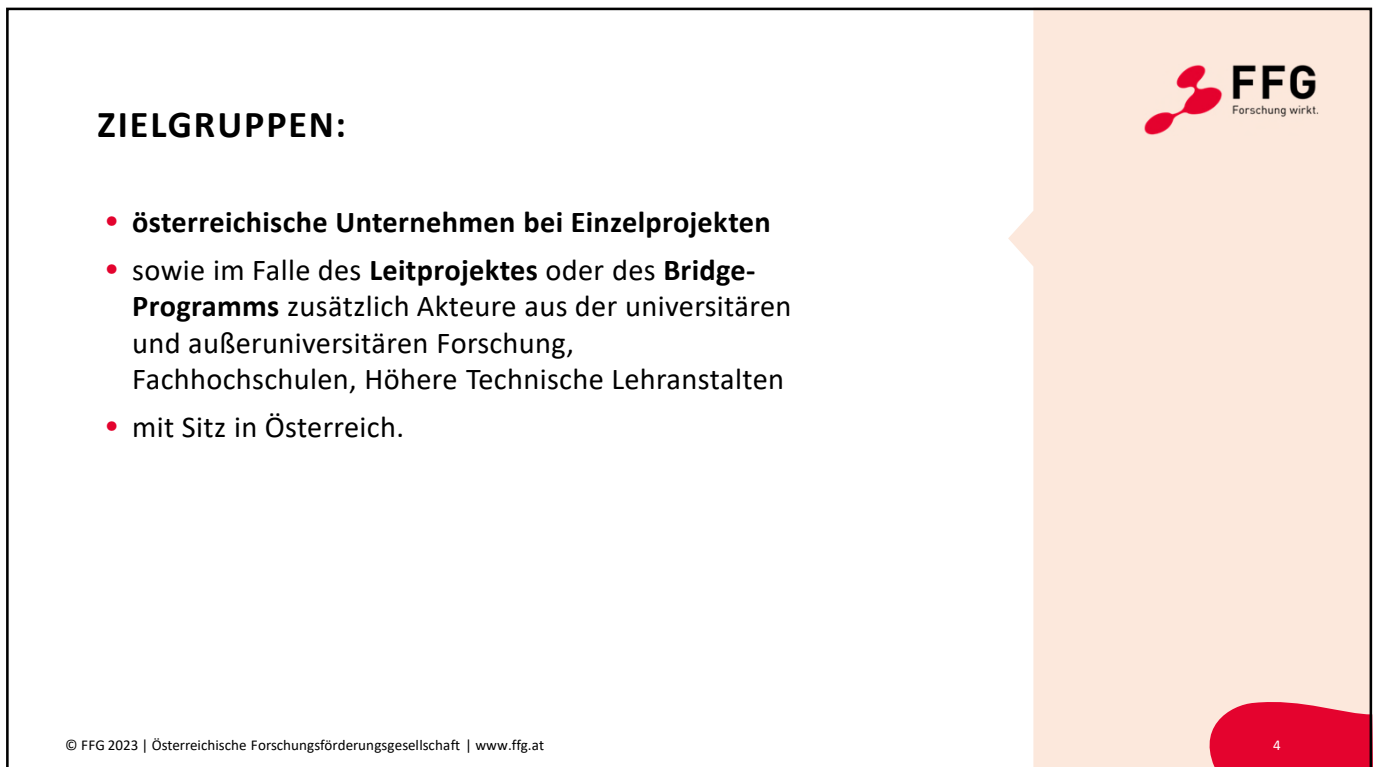 FFG
Forschung wirkt.
ZIELGRUPPEN:
• österreichische Unternehmen bei Einzelprojekten
• sowie im Falle des Leitprojektes oder des Bridge-
Programms zusätzlich Akteure aus der universitären
und außeruniversitären Forschung,
Fachhochschulen, Höhere Technische Lehranstalten
• mit Sitz in Österreich.
© FFG 2023 | Österreichische Forschungsförderungsgesellschaft | www.ffg.at
4